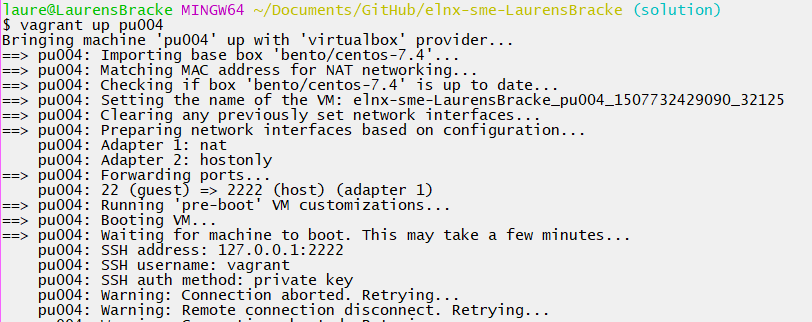 laure@LaurensBracke MINGW64 ~/Documents/GitHub/elnx-sme-LaurensBracke (solution)
$ vagrant up pu004
Bringing machine 'pu004' up with 'virtualbox' provider...
==> pu004: Importing base box 'bento/centos-7.4'...
==> pu004: Matching MAC address for NAT networking...
==> pu004: Checking if box 'bento/centos-7.4' is up to date...
==> pu004: Setting the name of the VM: elnx-sme-LaurensBracke_pu004_1507732429090_32125
==> pu004: Clearing any previously set network interfaces...
==> pu004: Preparing network interfaces based on configuration...
    pu004: Adapter 1: nat
    pu004: Adapter 2: hostonly
==> pu004: Forwarding ports...
    pu004: 22 (guest) => 2222 (host) (adapter 1)
==> pu004: Running 'pre-boot' VM customizations...
==> pu004: Booting VM...
==> pu004: Waiting for machine to boot. This may take a few minutes...
    pu004: SSH address: 127.0.0.1:2222
    pu004: SSH username: vagrant
    pu004: SSH auth method: private key
    pu004: Warning: Connection aborted. Retrying...
    pu004: Warning: Remote connection disconnect. Retrying...